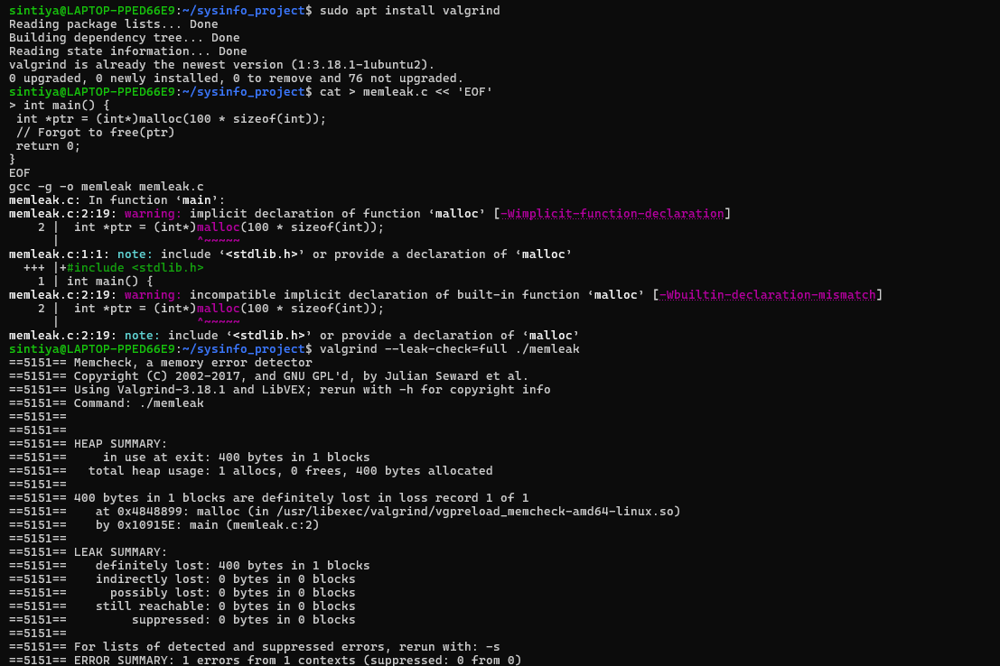 sintiya@LAPTOP-PPED66E9:~/sysinfo_project$ sudo apt install valgrind
Reading package lists... Done
Building dependency tree... Done
Reading state information... Done
valgrind is already the newest version (1:3.18.1-1ubuntu2).
0 upgraded, 0 newly installed, 0 to remove and 76 not upgraded.
sintiya@LAPTOP-PPED66E9:~/sysinfo_project$ cat > memleak.c << 'EOF'
> int main() {
 int *ptr = (int*)malloc(100 * sizeof(int));
 // Forgot to free(ptr)
 return 0;
}
EOF
gcc -g -o memleak memleak.c
memleak.c: In function ‘main’:
memleak.c:2:19: warning: implicit declaration of function ‘malloc’ [-Wimplicit-function-declaration]
    2 |  int *ptr = (int*)malloc(100 * sizeof(int));
      |                   ^~~~~~
memleak.c:1:1: note: include ‘<stdlib.h>’ or provide a declaration of ‘malloc’
  +++ |+#include <stdlib.h>
    1 | int main() {
memleak.c:2:19: warning: incompatible implicit declaration of built-in function ‘malloc’ [-Wbuiltin-declaration-mismatch]
    2 |  int *ptr = (int*)malloc(100 * sizeof(int));
      |                   ^~~~~~
memleak.c:2:19: note: include ‘<stdlib.h>’ or provide a declaration of ‘malloc’
sintiya@LAPTOP-PPED66E9:~/sysinfo_project$ valgrind --leak-check=full ./memleak
==5151== Memcheck, a memory error detector
==5151== Copyright (C) 2002-2017, and GNU GPL'd, by Julian Seward et al.
==5151== Using Valgrind-3.18.1 and LibVEX; rerun with -h for copyright info
==5151== Command: ./memleak
==5151==
==5151==
==5151== HEAP SUMMARY:
==5151==     in use at exit: 400 bytes in 1 blocks
==5151==   total heap usage: 1 allocs, 0 frees, 400 bytes allocated
==5151==
==5151== 400 bytes in 1 blocks are definitely lost in loss record 1 of 1
==5151==    at 0x4848899: malloc (in /usr/libexec/valgrind/vgpreload_memcheck-amd64-linux.so)
==5151==    by 0x10915E: main (memleak.c:2)
==5151==
==5151== LEAK SUMMARY:
==5151==    definitely lost: 400 bytes in 1 blocks
==5151==    indirectly lost: 0 bytes in 0 blocks
==5151==      possibly lost: 0 bytes in 0 blocks
==5151==    still reachable: 0 bytes in 0 blocks
==5151==         suppressed: 0 bytes in 0 blocks
==5151==
==5151== For lists of detected and suppressed errors, rerun with: -s
==5151== ERROR SUMMARY: 1 errors from 1 contexts (suppressed: 0 from 0)